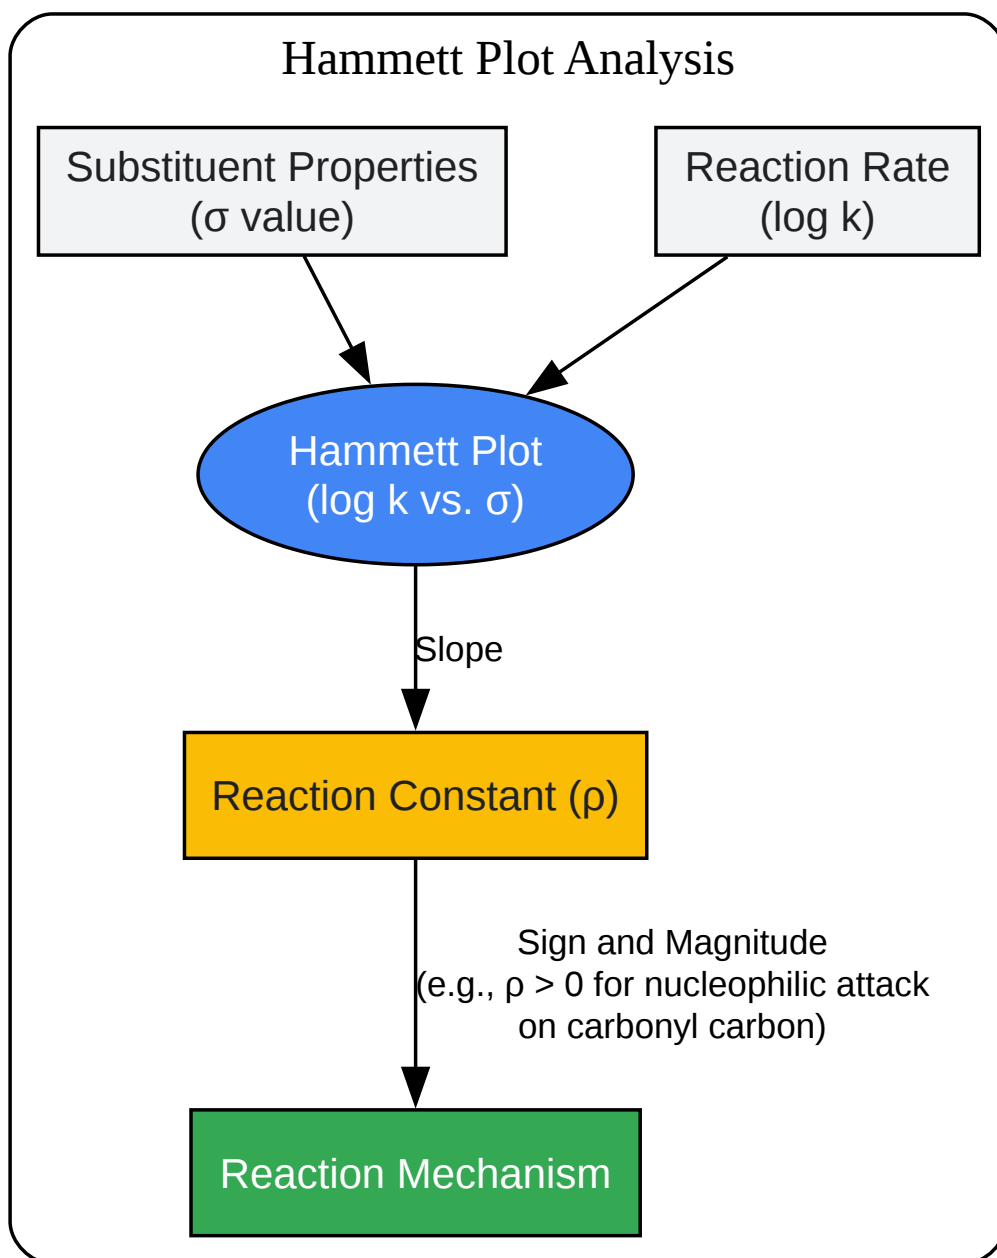 Hammett Plot Analysis
Substituent Properties
(σ value)
Reaction Rate
(log k)
Hammett Plot
(log k vs. σ)
Slope
Reaction Constant (ρ)
Sign and Magnitude
(e.g., ρ > 0 for nucleophilic attack
on carbonyl carbon)
Reaction Mechanism